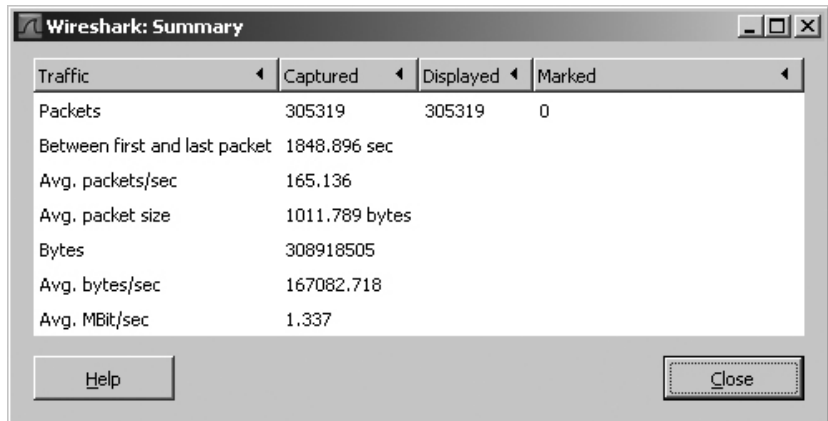 Wireshark: Summary
Traffic Captured Displayed Marked
Packets 305319 305319 0
Between first and last packet 1848.896 sec
Avg. packets/sec 165.136
Avg. packet size 1011.789 bytes
Bytes 308918505
Avg. bytes/sec 167082.718
Avg. MBit/sec 1.337
Help Close